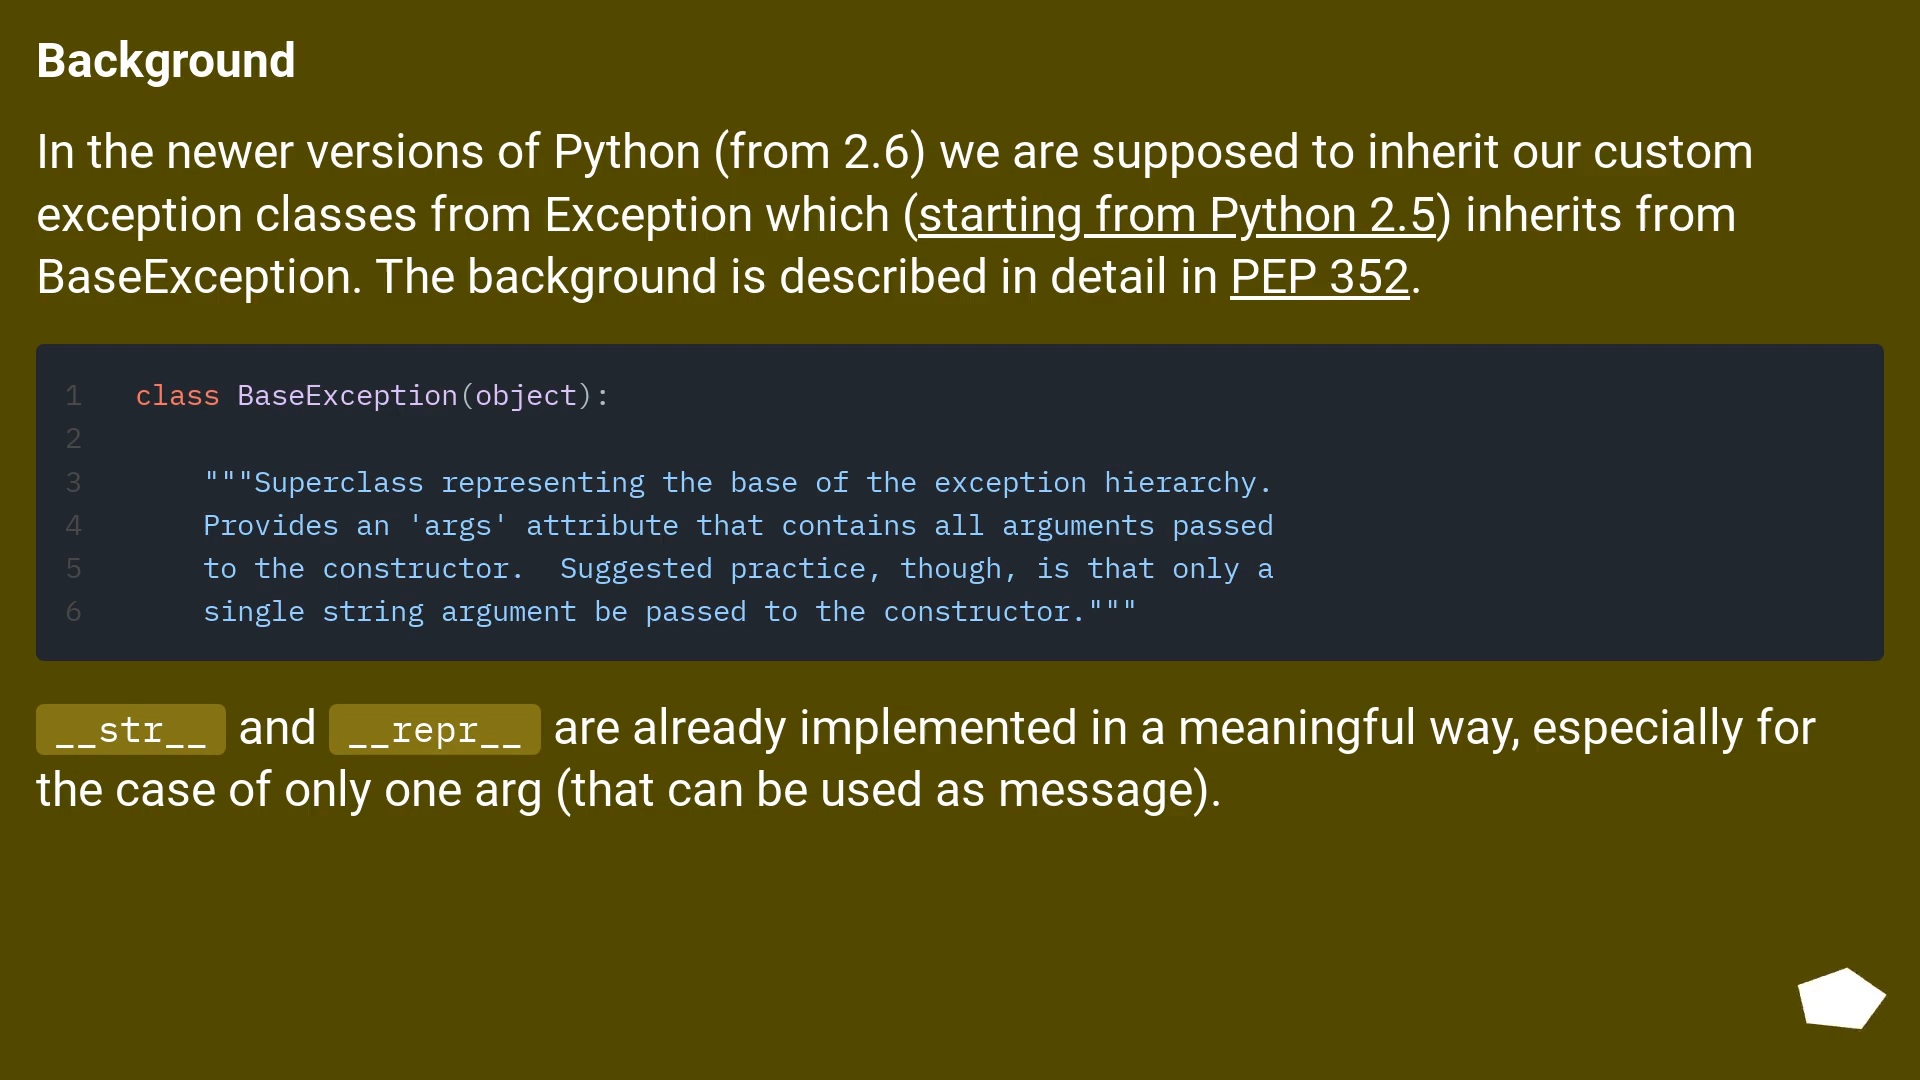 Background
In the newer versions of Python (from 2.6) we are supposed to inherit our custom
exception classes from Exception which (starting from Python 2.5) inherits from
BaseException. The background is described in detail in PEP 352.
1 class BaseException(object):
2
3 """Superclass representing the base of the exception hierarchy.
4 Provides an 'args' attribute that contains all arguments passed
5 to the constructor.  Suggested practice, though, is that only a
6 single string argument be passed to the constructor."""
__str__ and __repr__ are already implemented in a meaningful way, especially for
the case of only one arg (that can be used as message).